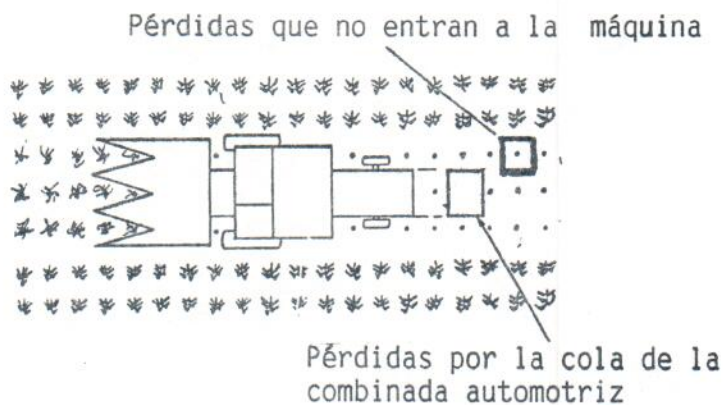 Pérdidas que no entran a la máquina
Pérdidas por la cola de la
combinada automotriz